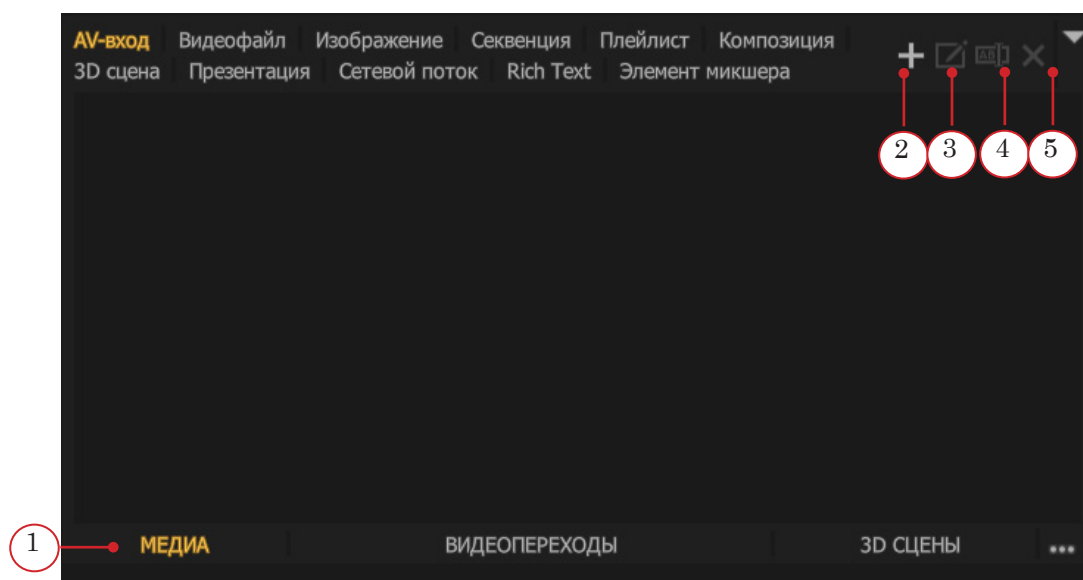 AV-вход Видеофайл Изображение Секвенция Плейлист Композиция
3D сцена Презентация Сетевой поток Rich Text Элемент микшера
AB
2 3 4 5
1
МЕДИА ВИДЕОПЕРЕХОДЫ 3D СЦЕНЫ ...